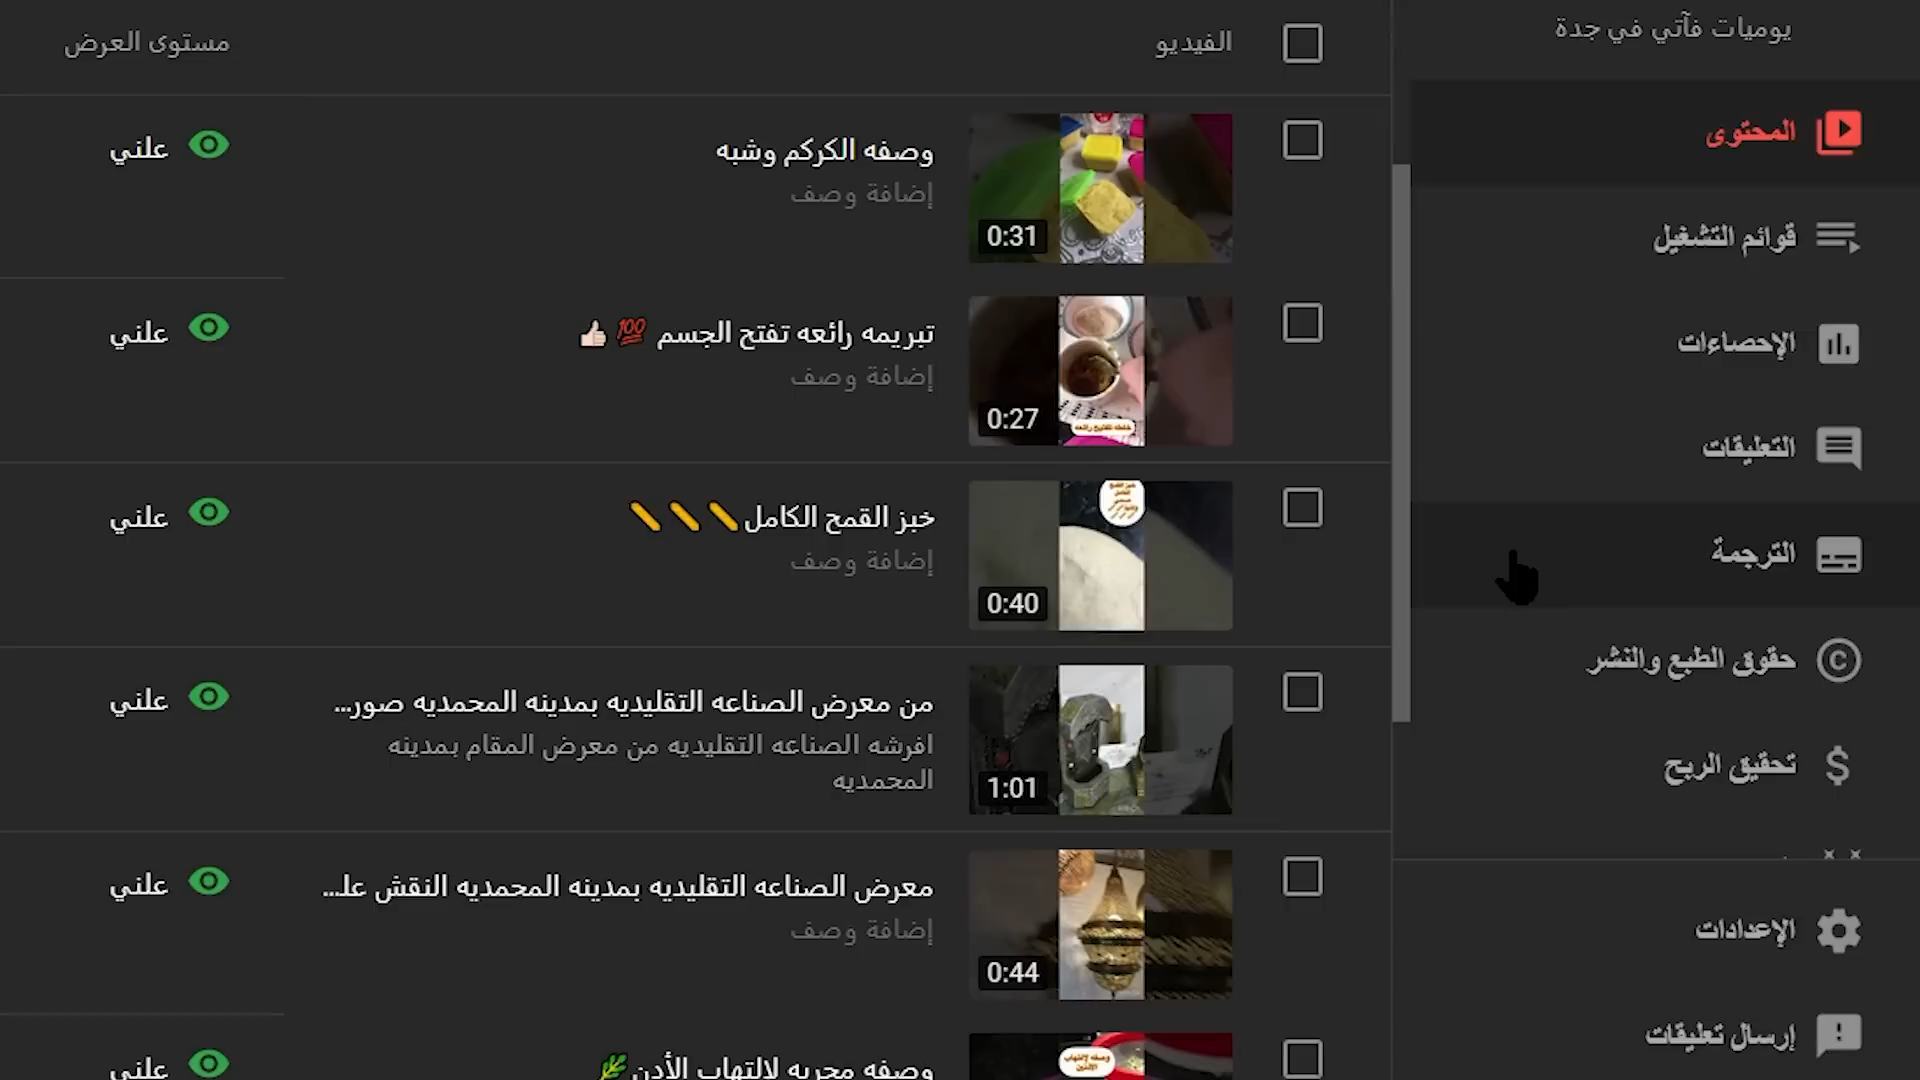 يوميات فآتي في جدة
المحتوى
قوائم التشغيل
الإحصاءات
التعليقات
الترجمة
حقوق الطبع والنشر
تحقيق الربح
الإعدادات
إرسال تعليقات
الفيديو
مستوى العرض
وصفه الكركم وشبه
إضافة وصف
0:31
علني
تبريمه رائعه تفتح الجسم 💯 👍🏻
إضافة وصف
0:27
علني
خبز القمح الكامل🥖🥖🥖
إضافة وصف
0:40
علني
من معرض الصناعه التقليديه بمدينه المحمديه صور...
افرشه الصناعه التقليديه من معرض المقام بمدينه
المحمديه
1:01
علني
معرض الصناعه التقليديه بمدينه المحمديه النقش علـ...
إضافة وصف
0:44
علني
وصفه مجربه لالتهاب الأذن🌿
علني